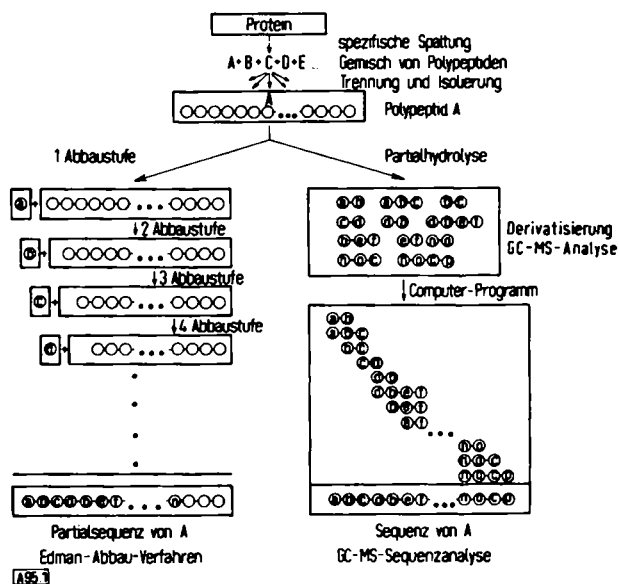 Protein
A+B+C+D+E ...
spezifische Spaltung
Gemisch von Polypeptiden
Trennung und Isolierung
A
Polypeptid A
1 Abbaustufe
Partialhydrolyse
a
2 Abbaustufe
b
3 Abbaustufe
c
4 Abbaustufe
d
a b a b c b c
c d d b d b e f
b e f e f n a
n a c n a c p
Derivatisierung
GC-MS-Analyse
Computer-Programm
a b
a b c
b c
c d
d b
d b e f
b e f
e f
...
n a
n a c
n a c p
a b c d b e f ... n
a b c d b e f ... n a c p
Partialsequenz von A
Edman-Abbau-Verfahren
Sequenz von A
GC-MS-Sequenzanalyse
A95.1